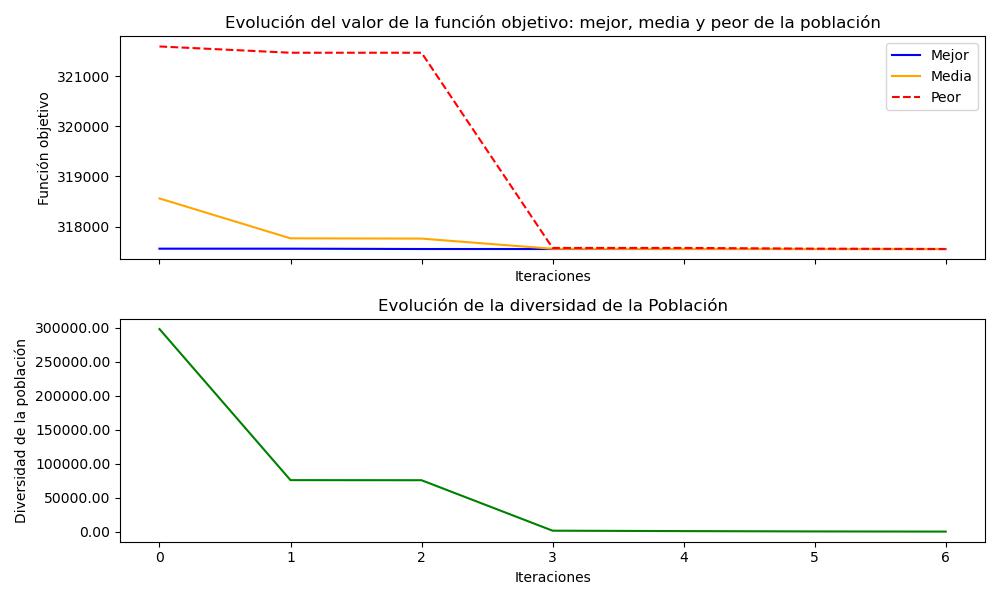 Evolución del valor de la función objetivo: mejor, media y peor de la población
Función objetivo
321000
320000
319000
318000
Mejor
Media
Peor
Iteraciones
Evolución de la diversidad de la Población
Diversidad de la población
300000.00
250000.00
200000.00
150000.00
100000.00
50000.00
0.00
0 1 2 3 4 5 6
Iteraciones